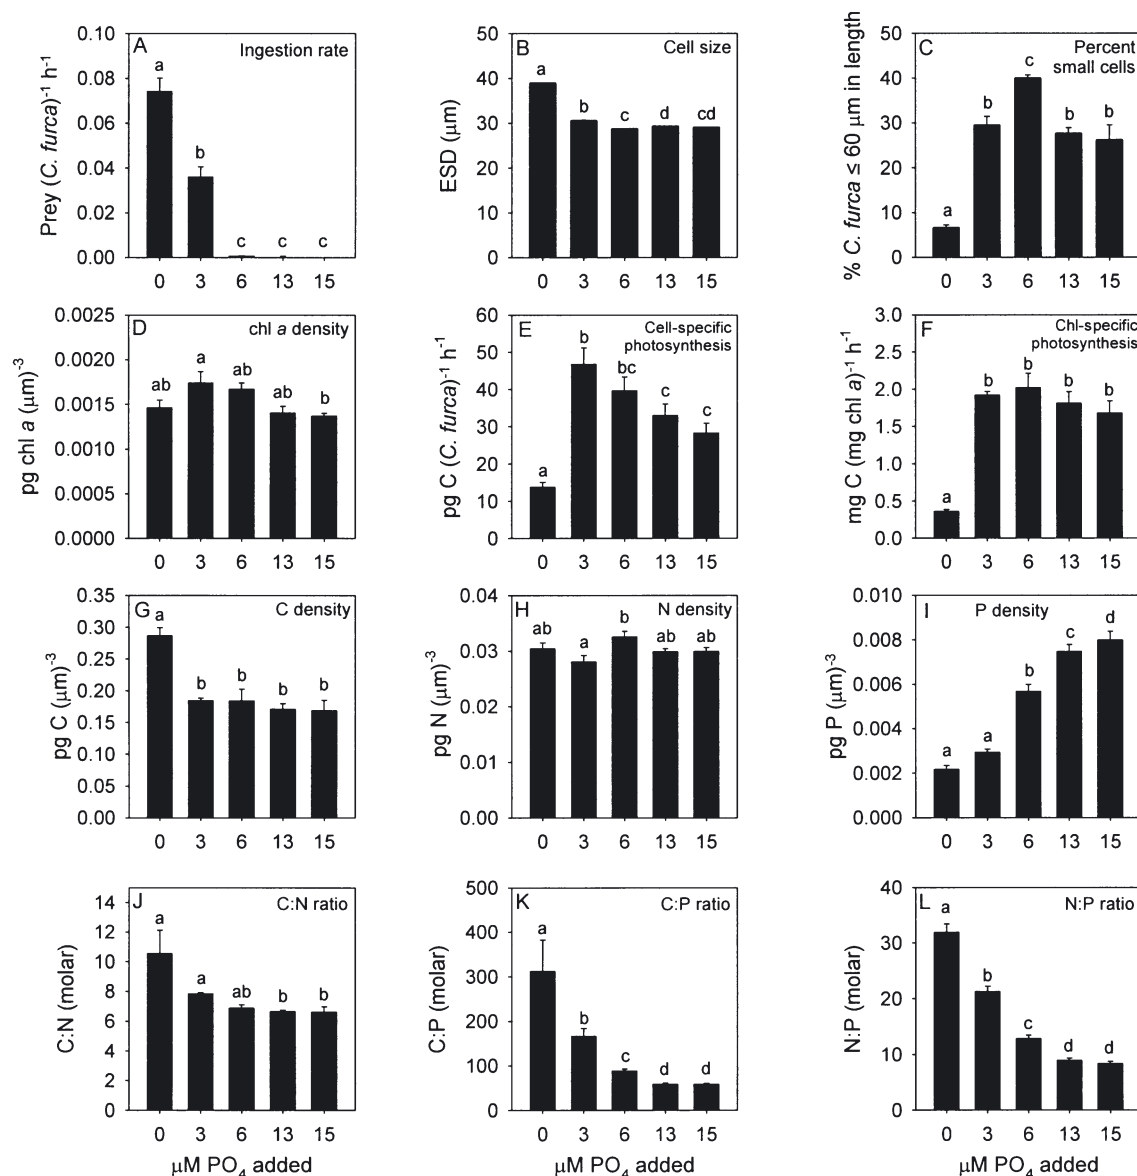 A Ingestion rate
Prey (C. furca)⁻¹ h⁻¹
0.10
0.08
0.06
0.04
0.02
0.00
a b c c c
0 3 6 13 15
B Cell size
ESD (μm)
50
40
30
20
10
0
a b c d cd
0 3 6 13 15
C Percent
small cells
% C. furca ≤ 60 μm in length
50
40
30
20
10
0
a b c b b
0 3 6 13 15
D chl a density
pg chl a (μm)⁻³
0.0025
0.0020
0.0015
0.0010
0.0005
0.0000
ab a ab ab b
0 3 6 13 15
E Cell-specific
photosynthesis
pg C (C. furca)⁻¹ h⁻¹
60
50
40
30
20
10
0
a b bc c c
0 3 6 13 15
F Chl-specific
photosynthesis
mg C (mg chl a)⁻¹ h⁻¹
3.0
2.5
2.0
1.5
1.0
0.5
0.0
a b b b b
0 3 6 13 15
G C density
pg C (μm)⁻³
0.35
0.30
0.25
0.20
0.15
0.10
0.05
0.00
a b b b b
0 3 6 13 15
H N density
pg N (μm)⁻³
0.04
0.03
0.02
0.01
0.00
ab a b ab ab
0 3 6 13 15
I P density
pg P (μm)⁻³
0.010
0.008
0.006
0.004
0.002
0.000
a a b c d
0 3 6 13 15
J C:N ratio
C:N (molar)
14
12
10
8
6
4
2
0
a a ab b b
0 3 6 13 15
μM PO₄ added
K C:P ratio
C:P (molar)
500
400
300
200
100
0
a b c d d
0 3 6 13 15
μM PO₄ added
L N:P ratio
N:P (molar)
40
30
20
10
0
a b c d d
0 3 6 13 15
μM PO₄ added